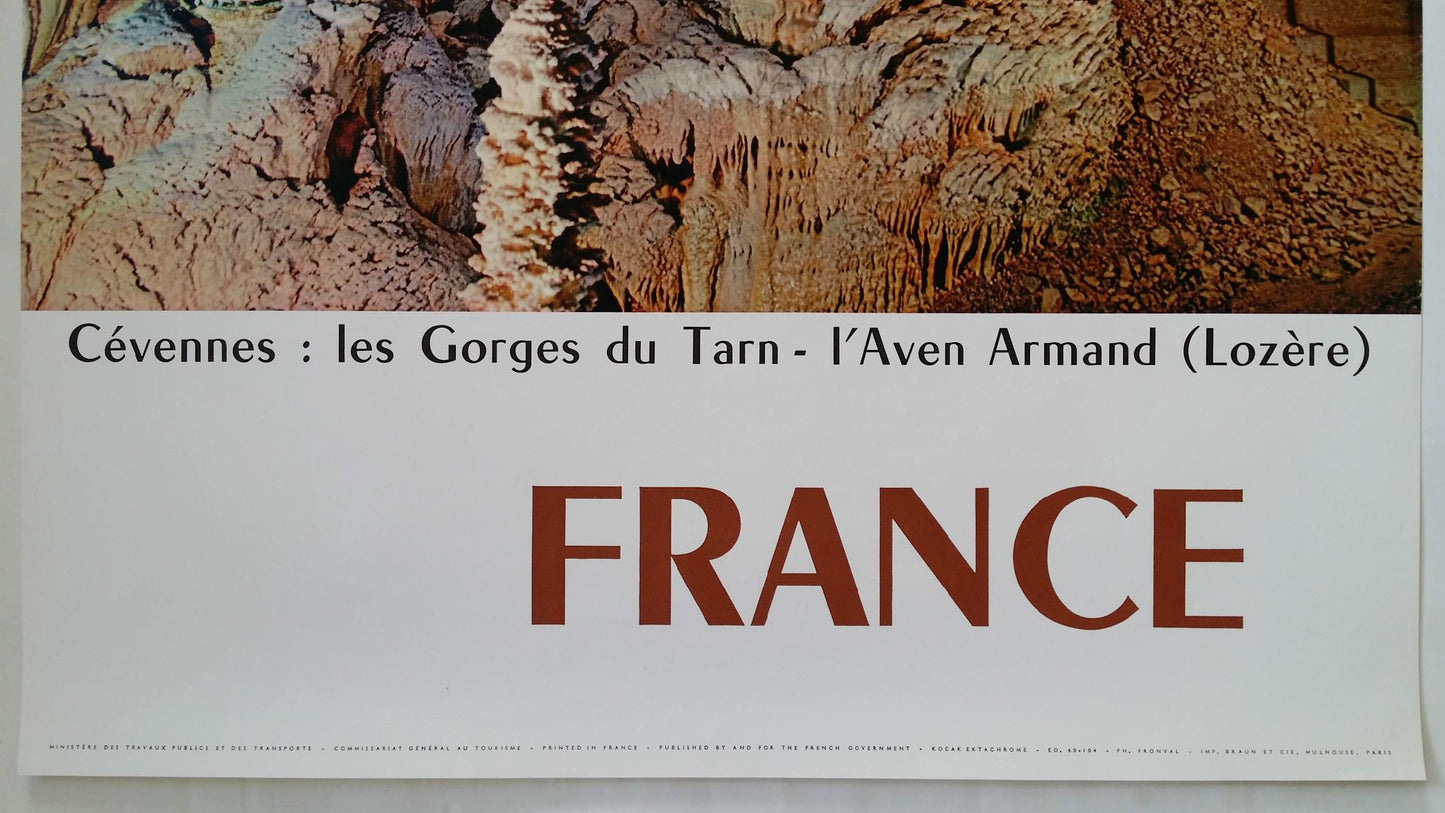 Cévennes : les Gorges du Tarn - l'Aven Armand (Lozère)
FRANCE
MINISTÈRE DES TRAVAUX PUBLICS ET DES TRANSPORTS - COMMISSARIAT GÉNÉRAL AU TOURISME - PRINTED IN FRANCE - PUBLISHED BY AND FOR THE FRENCH GOVERNMENT - KODAK EKTACHROME - ED. 60-104 - PH. FRONVAL - IMP. BRAUN ET CIE, MULHOUSE, PARIS